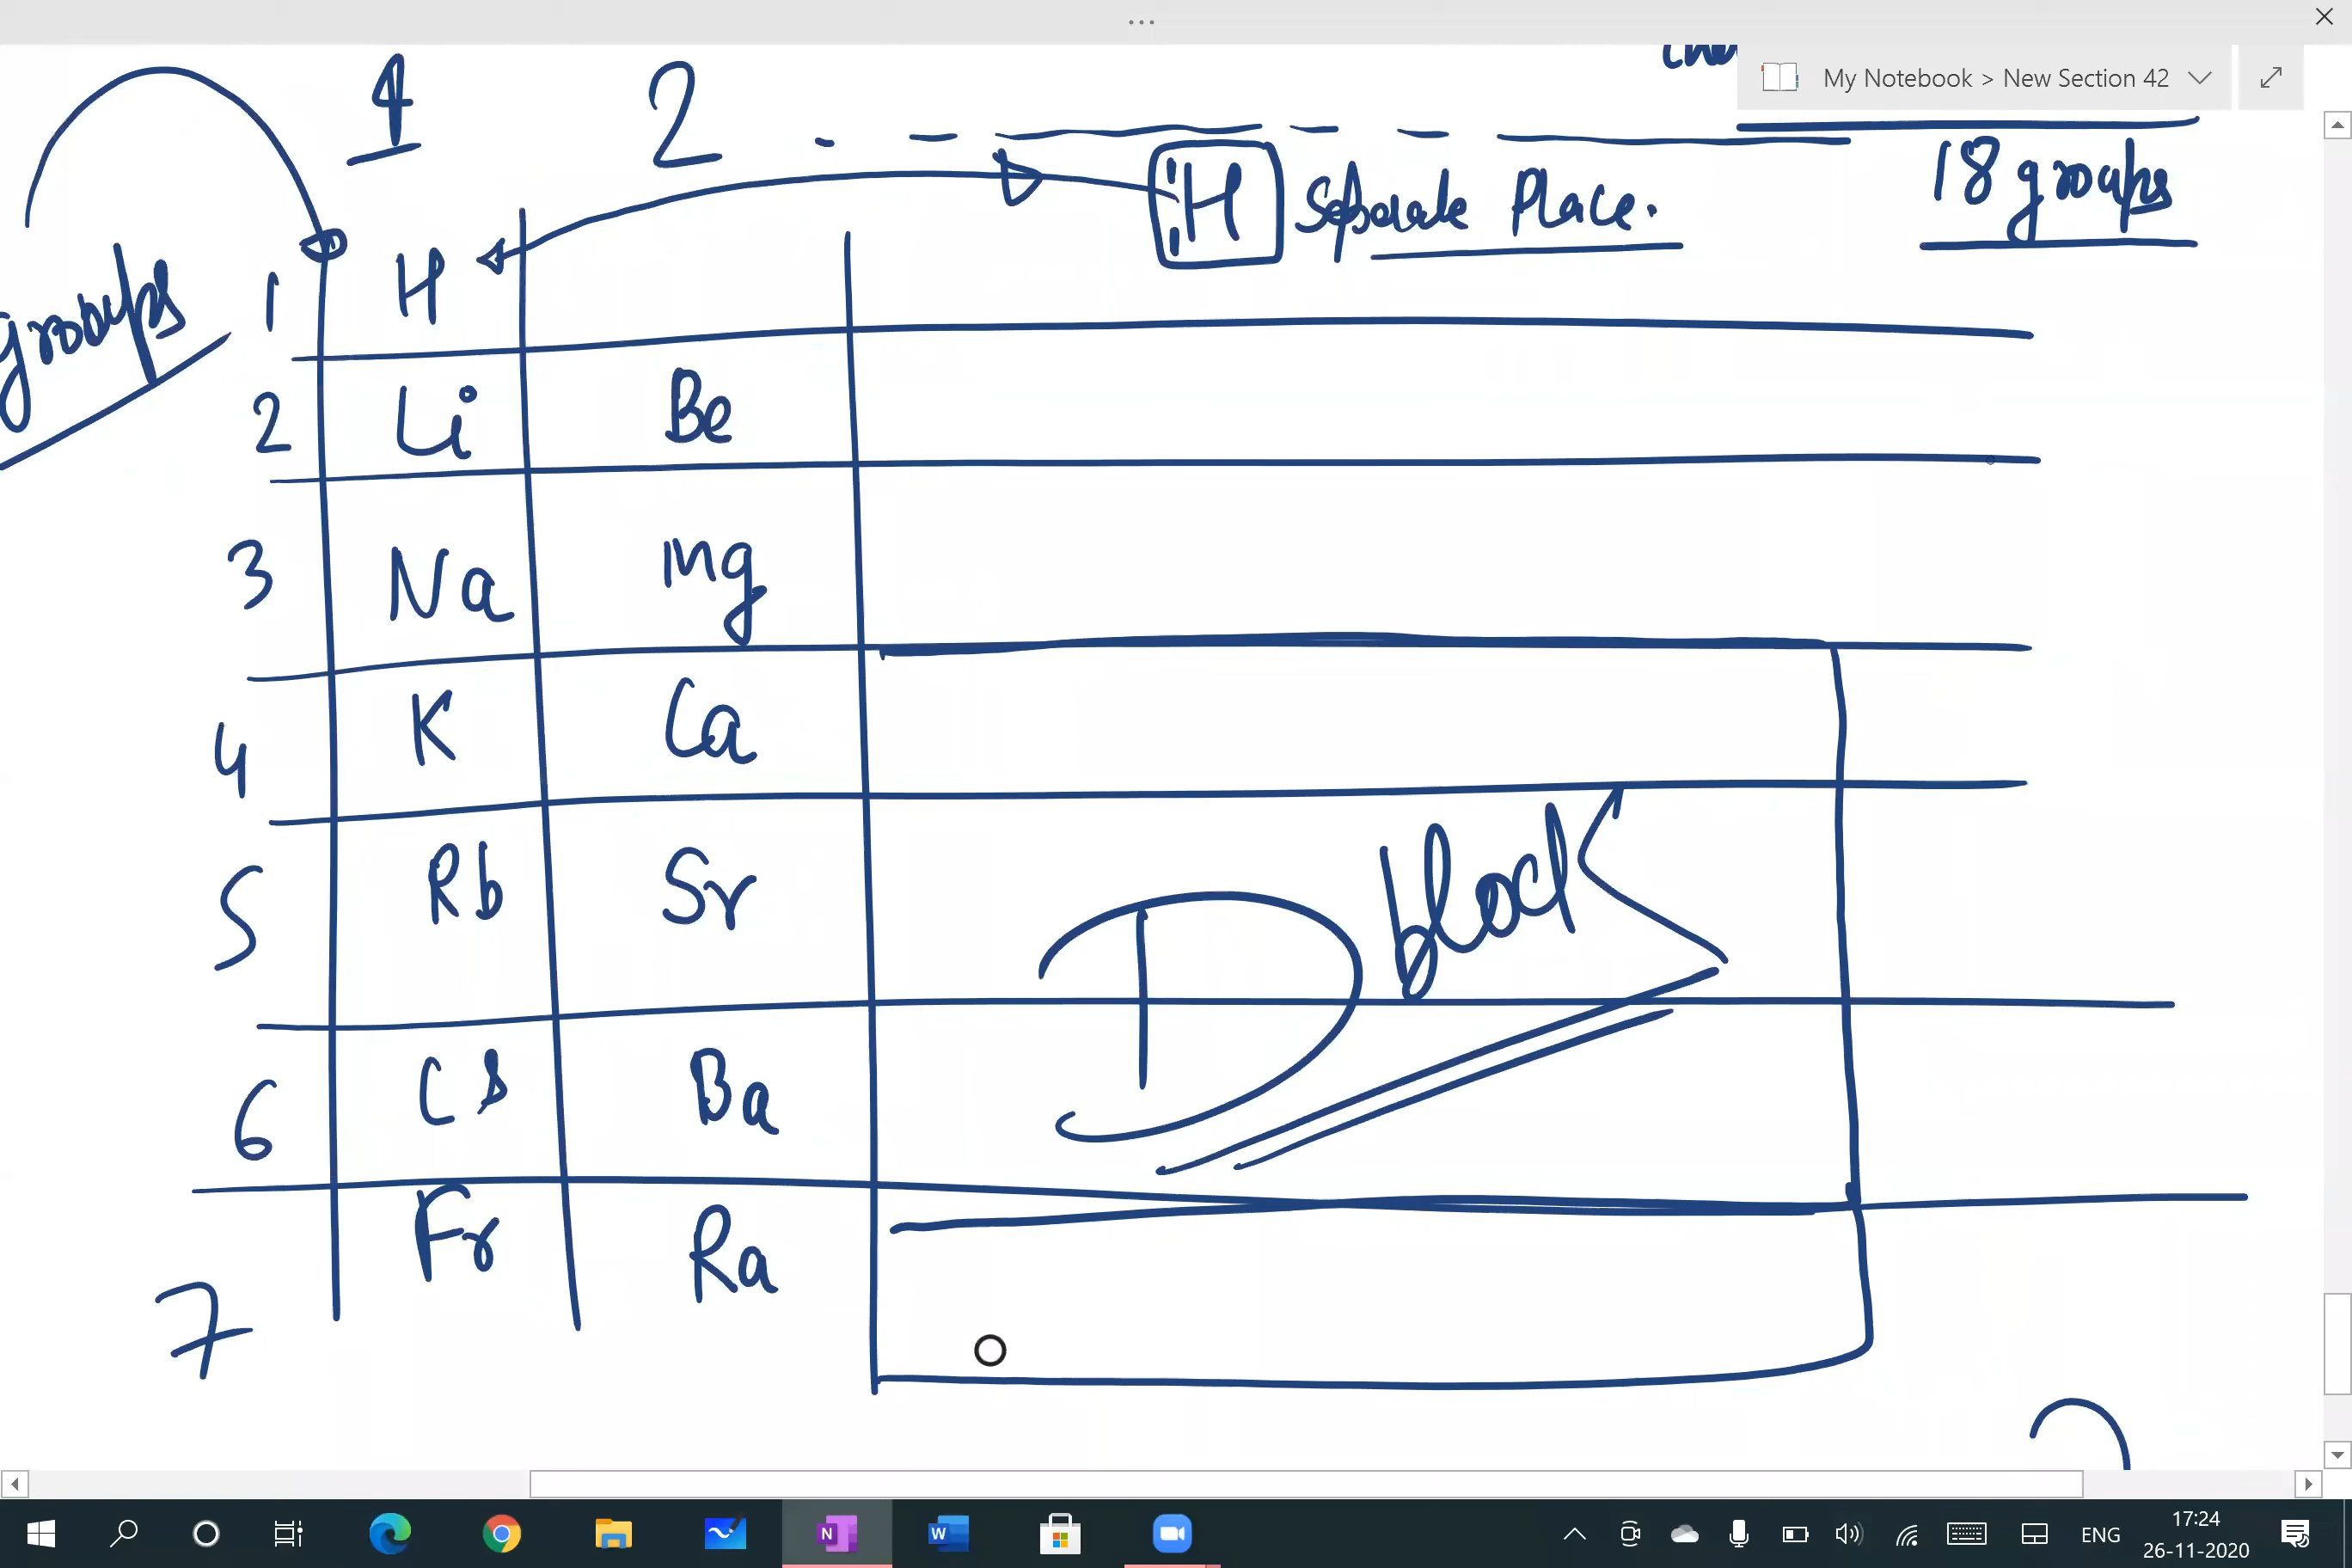 ...
My Notebook > New Section 42
1 2 . - - - - - -
18 groups
H Separate Place.
groups
1 H
2 Li Be
3 Na Mg
4 K Ca
5 Rb Sr
D block
6 Cs Ba
7 Fr Ra
N
W
ENG
17:24
26-11-2020